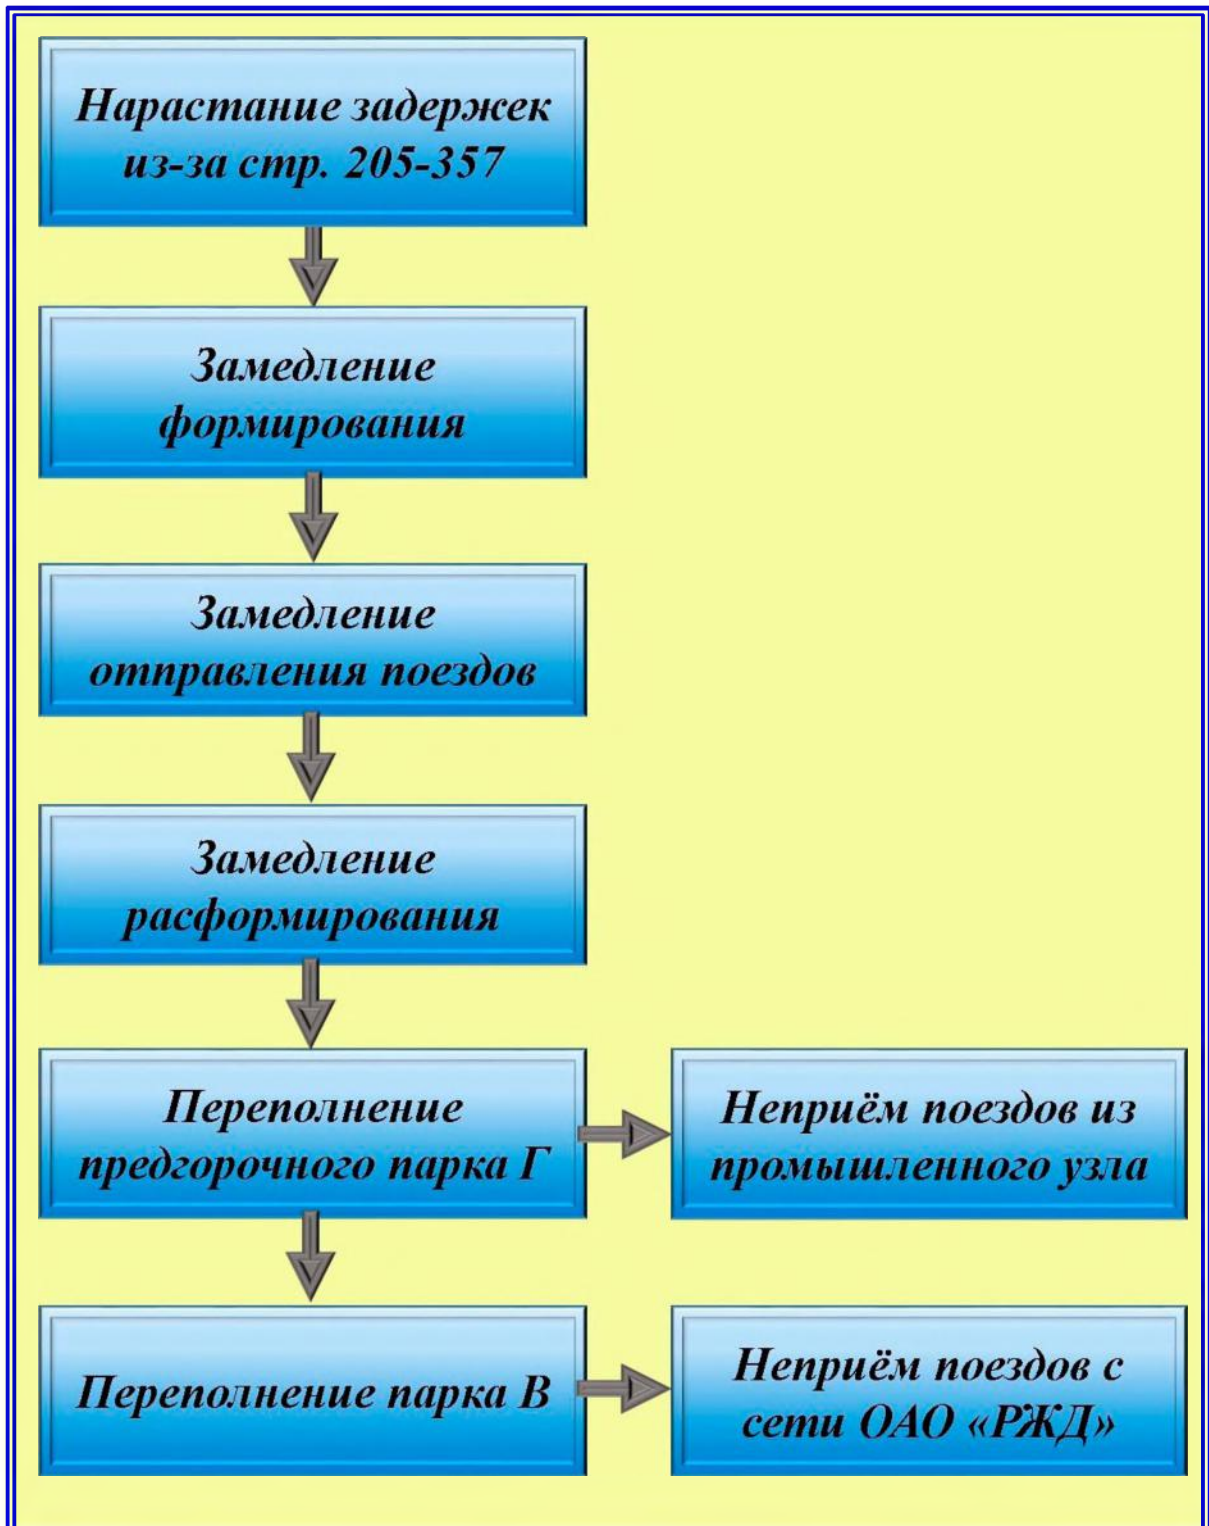 Нарастание задержек
из-за стр. 205-357
Замедление
формирования
Замедление
отправления поездов
Замедление
расформирования
Переполнение
предгорочного парка Г
Неприём поездов из
промышленного узла
Переполнение парка В
Неприём поездов с
сети ОАО «РЖД»